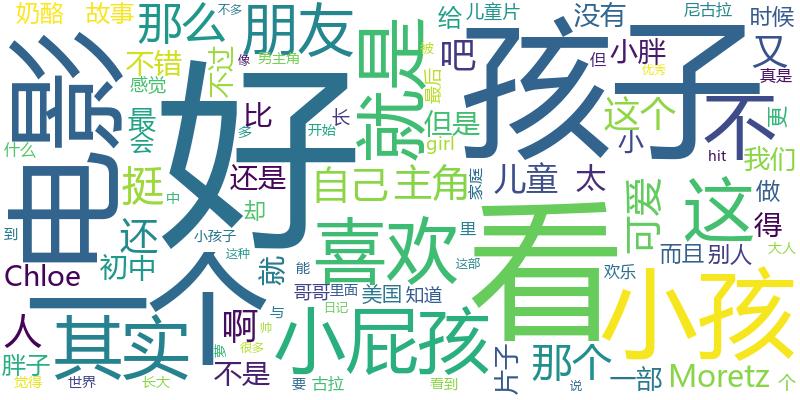 奶酪
故事
那么
朋友
就是
给
儿童片
没有
尼古拉
时候
不多
电影
不错
像
男主角
不过
被
吧
小胖
但
又
真是
感觉
多
最后
优秀
孩子
好
最
会
比
长
但是
这个
不
更
什么
开始
girl
小
hit
我们
挺
还是
自己
主角
家庭
儿童
太
可爱
这
做
中
却
看
得
到
还
小孩子
喜欢
里
而且
别人
大人
初中
这种
就
能
这部
欢乐
Chloe
哥哥
里面
美国
知道
小孩
一个
人
其实
与
日记
啊
帅
小屁孩
很多
要
那个
片子
一部
Moretz
个
胖子
不是
觉得
世界
长大
要
古拉
看到
说